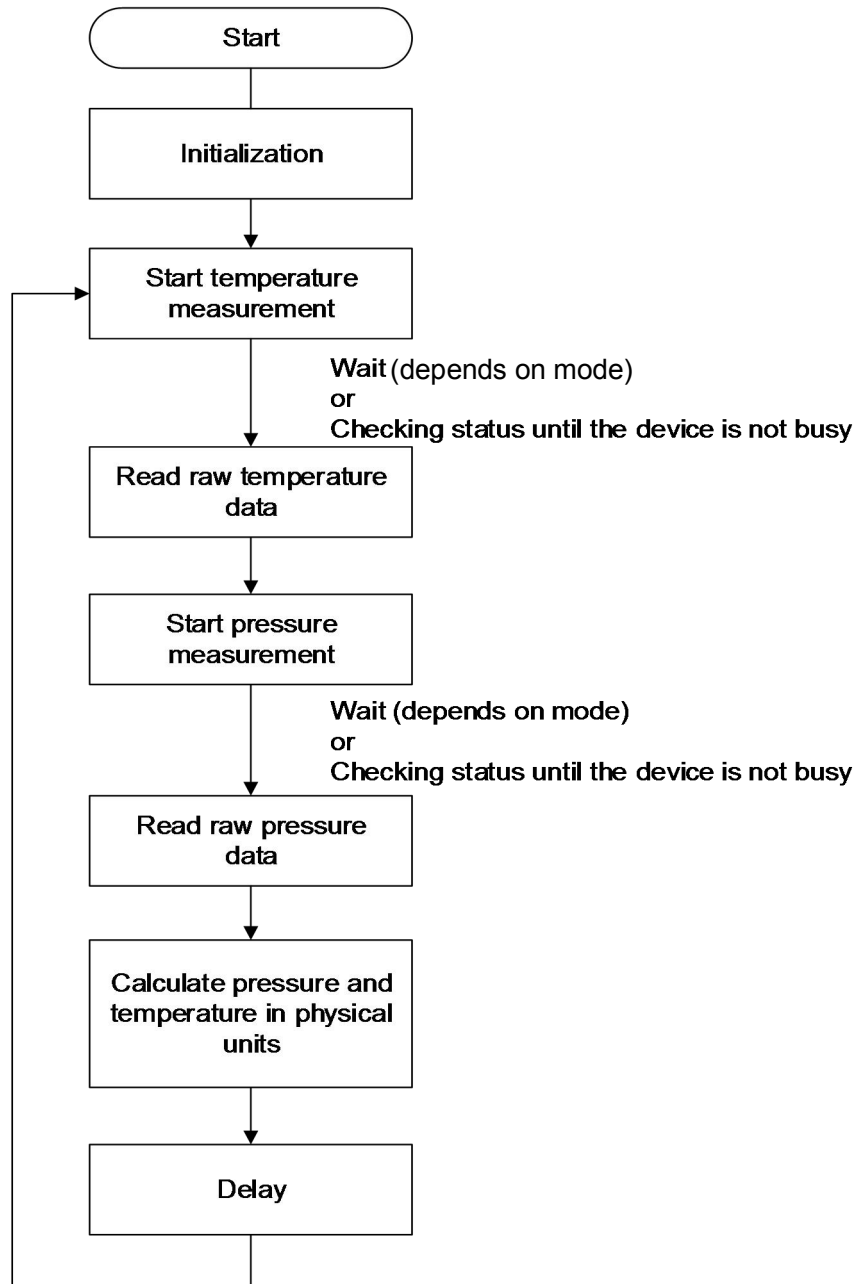 Start
Initialization
Start temperature
measurement
Wait (depends on mode)
or
Checking status until the device is not busy
Read raw temperature
data
Start pressure
measurement
Wait (depends on mode)
or
Checking status until the device is not busy
Read raw pressure
data
Calculate pressure and
temperature in physical
units
Delay